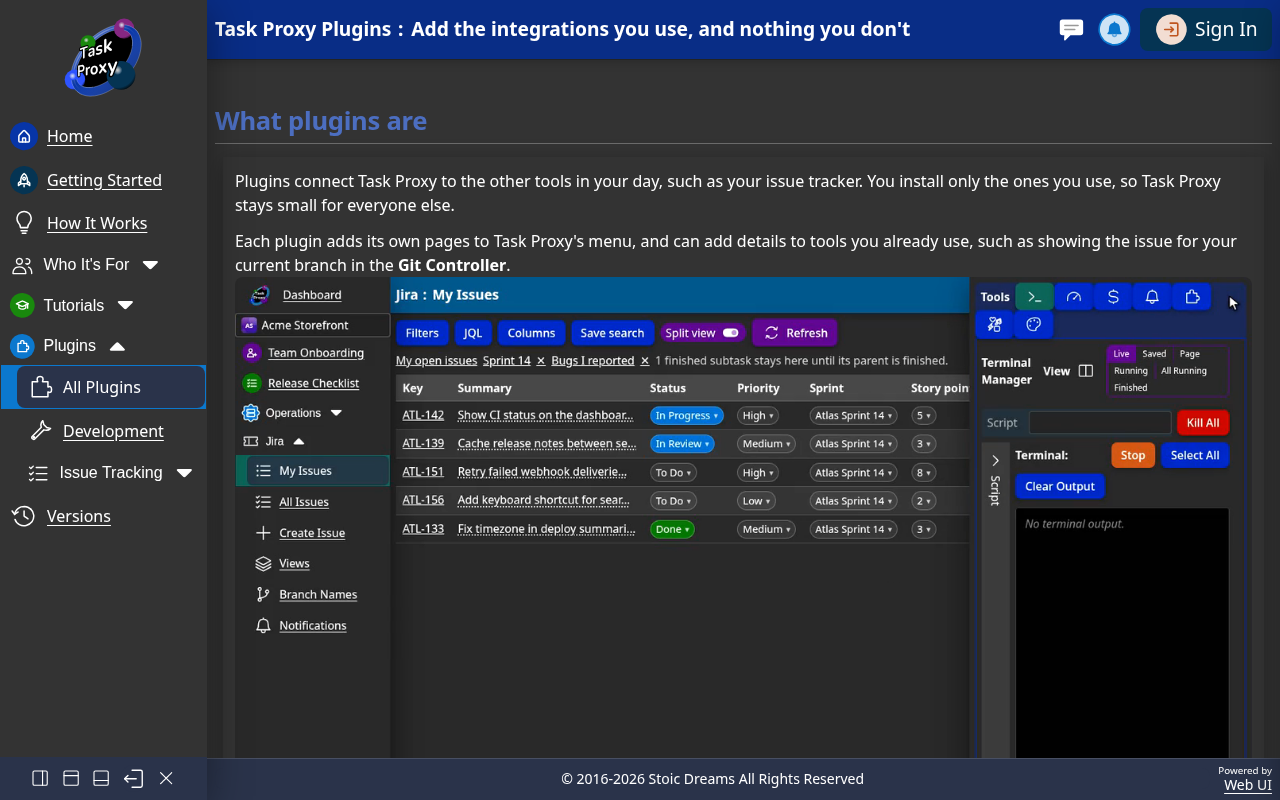 Task Proxy
Home
Getting Started
How It Works
Who It's For
Tutorials
Plugins
All Plugins
Development
Issue Tracking
Versions
Task Proxy Plugins : Add the integrations you use, and nothing you don't
Sign In
What plugins are
Plugins connect Task Proxy to the other tools in your day, such as your issue tracker. You install only the ones you use, so Task Proxy
stays small for everyone else.
Each plugin adds its own pages to Task Proxy's menu, and can add details to tools you already use, such as showing the issue for your
current branch in the Git Controller.
Dashboard
AS Acme Storefront
Team Onboarding
Release Checklist
Operations
Jira
My Issues
All Issues
Create Issue
Views
Branch Names
Notifications
Jira : My Issues
Filters JQL Columns Save search Split view Refresh
My open issues Sprint 14 × Bugs I reported × 1 finished subtask stays here until its parent is finished.
Key Summary Status Priority Sprint Story poin
ATL-142 Show CI status on the dashboar... In Progress High Atlas Sprint 14 5
ATL-139 Cache release notes between se... In Review Medium Atlas Sprint 14 3
ATL-151 Retry failed webhook deliverie... To Do High Atlas Sprint 14 8
ATL-156 Add keyboard shortcut for sear... To Do Low Atlas Sprint 14 2
ATL-133 Fix timezone in deploy summari... Done Medium Atlas Sprint 14 3
Tools
Terminal Manager
View
Live Saved Page
Running All Running
Finished
Script Kill All
Script
Terminal: Stop Select All
Clear Output
No terminal output.
© 2016-2026 Stoic Dreams All Rights Reserved
Powered by
Web UI